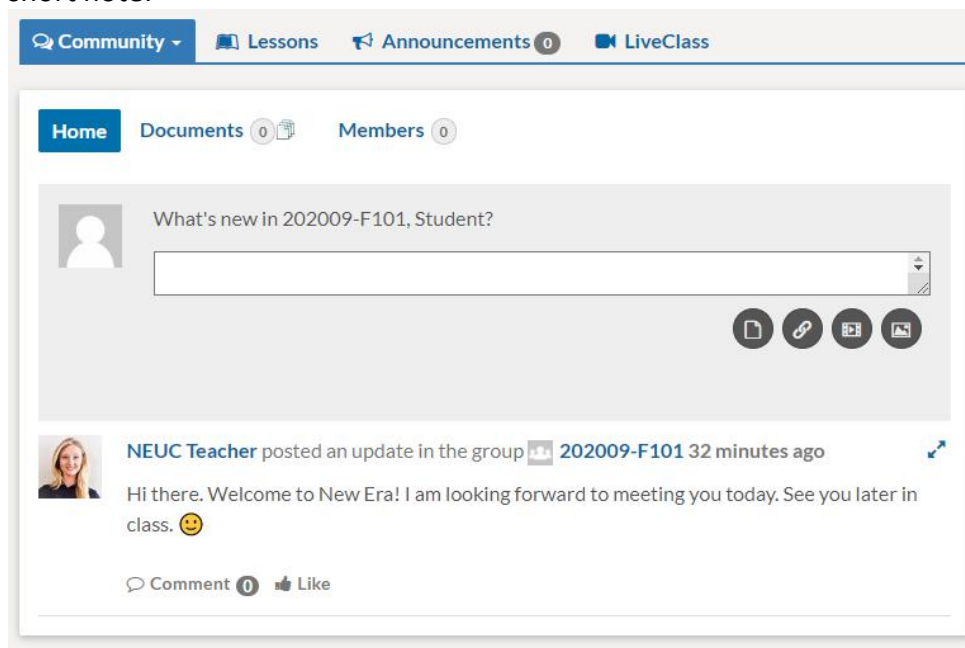 short note.
Community Lessons Announcements 0 LiveClass
Home Documents 0 Members 0
What's new in 202009-F101, Student?
NEUC Teacher posted an update in the group 202009-F101 32 minutes ago
Hi there. Welcome to New Era! I am looking forward to meeting you today. See you later in
class. 🙂
Comment 0 Like